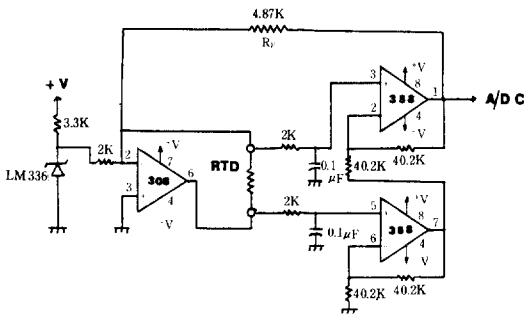 4.87K
R_F
+V
3.3K
2K
LM336
2
3
-V
7
308
6
4
-V
RTD
2K
0.1
μF
3
2
+V
8
358
4
-V
1
A/DC
40.2K
40.2K
2K
0.1μF
5
6
+V
8
358
4
-V
7
40.2K
40.2K